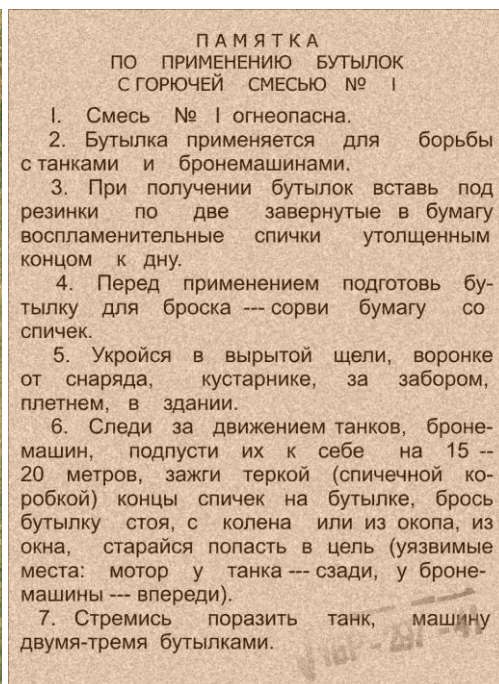 ПАМЯТКА
ПО ПРИМЕНЕНИЮ БУТЫЛОК
С ГОРЮЧЕЙ СМЕСЬЮ № I
I. Смесь № I огнеопасна.
2. Бутылка применяется для борьбы
с танками и бронемашинами.
3. При получении бутылок вставь под
резинки по две завернутые в бумагу
воспламенительные спички утолщенным
концом к дну.
4. Перед применением подготовь бу-
тылку для броска --- сорви бумагу со
спичек.
5. Укройся в вырытой щели, воронке
от снаряда, кустарнике, за забором,
плетнем, в здании.
6. Следи за движением танков, броне-
машин, подпусти их к себе на 15 --
20 метров, зажги теркой (спичечной ко-
робкой) концы спичек на бутылке, брось
бутылку стоя, с колена или из окопа, из
окна, старайся попасть в цель (уязвимые
места: мотор у танка --- сзади, у броне-
машины --- впереди).
7. Стремись поразить танк, машину
двумя-тремя бутылками.